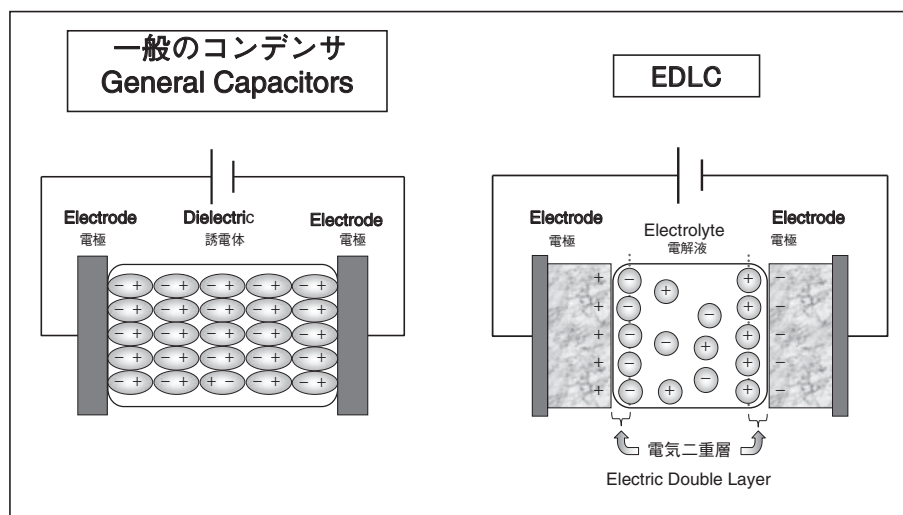 一般のコンデンサ
General Capacitors
EDLC
Electrode
電極
Dielectric
誘電体
Electrode
電極
− + − + − + − + − +
− + − + − + − + − +
− + − + − + − + − +
− + − + − + − + − +
− + − + + − − + − +
Electrode
電極
Electrolyte
電解液
Electrode
電極
+ − + + −
+ − − + −
+ − − + + −
+ − − + −
+ − + + −
電気二重層
Electric Double Layer